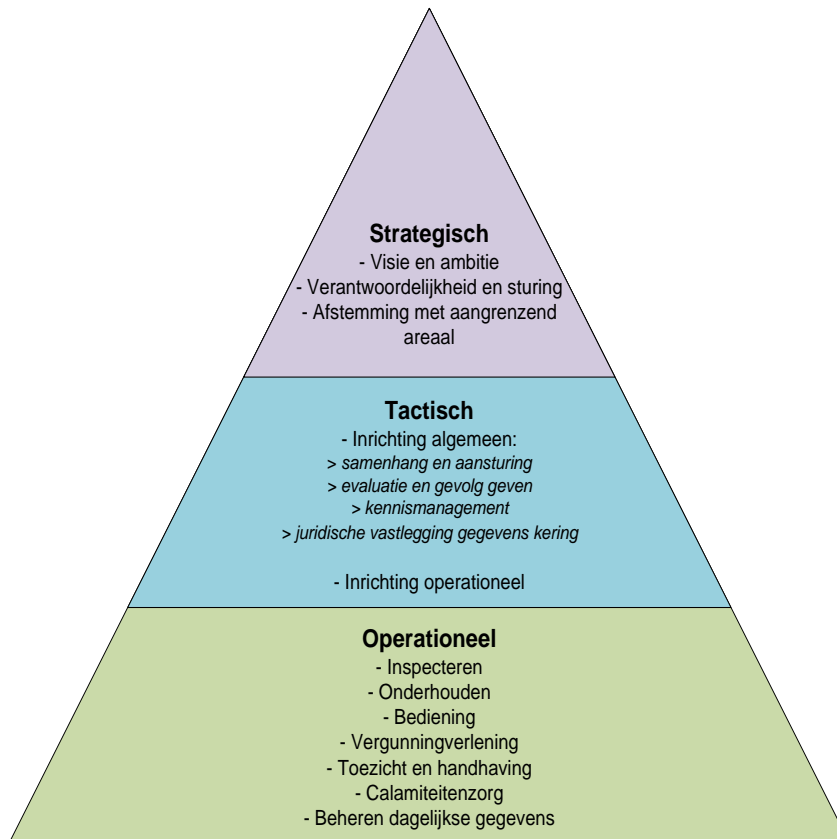 Strategisch
- Visie en ambitie
- Verantwoordelijkheid en sturing
- Afstemming met aangrenzend
areaal
Tactisch
- Inrichting algemeen:
> samenhang en aansturing
> evaluatie en gevolg geven
> kennismanagement
> juridische vastlegging gegevens kering
- Inrichting operationeel
Operationeel
- Inspecteren
- Onderhouden
- Bediening
- Vergunningverlening
- Toezicht en handhaving
- Calamiteitenzorg
- Beheren dagelijkse gegevens